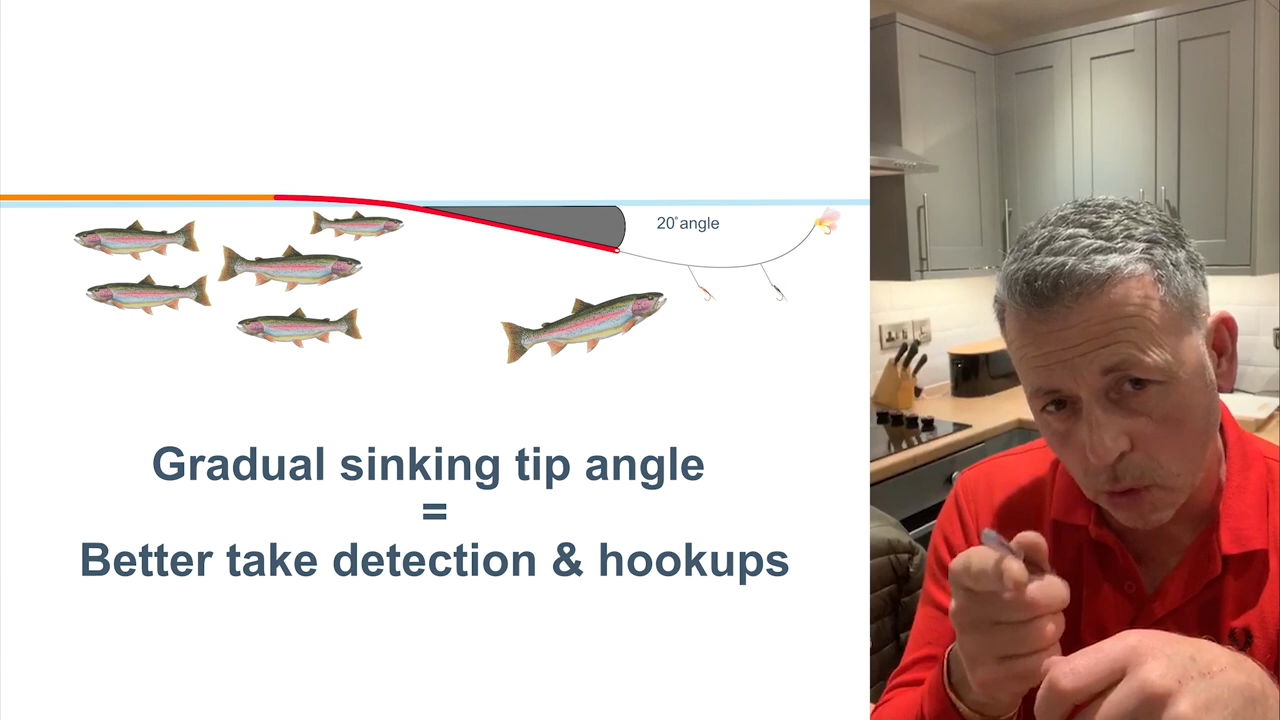 20° angle
Gradual sinking tip angle
=
Better take detection & hookups